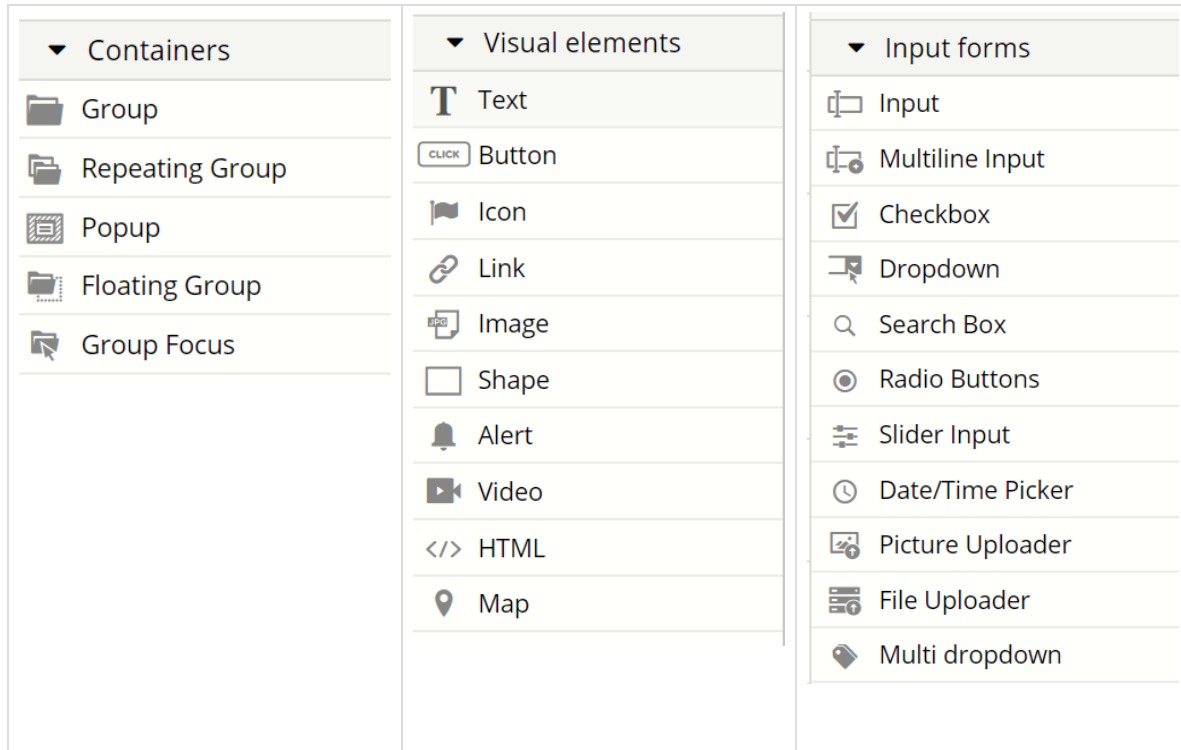 Containers
Group
Repeating Group
Popup
Floating Group
Group Focus
Visual elements
T Text
CLICK Button
Icon
Link
JPG Image
Shape
Alert
Video
</> HTML
Map
Input forms
Input
Multiline Input
Checkbox
Dropdown
Search Box
Radio Buttons
Slider Input
Date/Time Picker
Picture Uploader
File Uploader
Multi dropdown